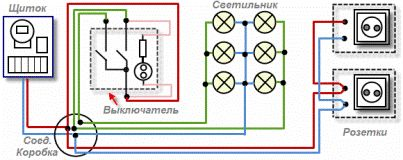 Щиток
Светильник
Выключатель
Соед.
Коробка
Розетки